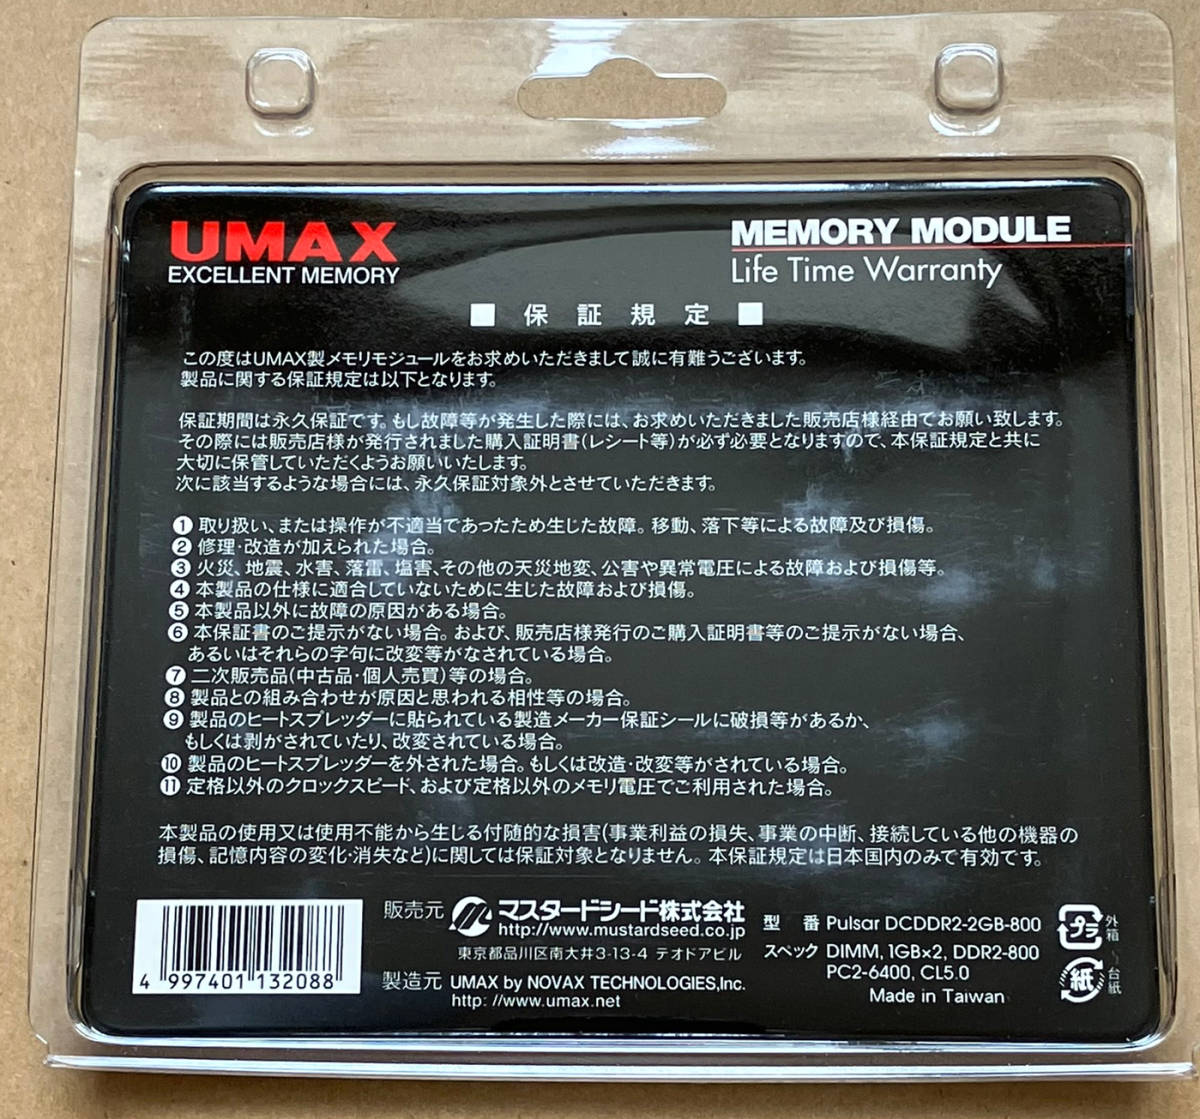 UMAX
EXCELLENT MEMORY
MEMORY MODULE
Life Time Warranty
■ 保証規定 ■
この度はUMAX製メモリモジュールをお求めいただきまして誠に有難うございます。
製品に関する保証規定は以下となります。
保証期間は永久保証です。もし故障等が発生した際には、お求めいただきました販売店様経由でお願い致します。
その際には販売店様が発行されました購入証明書(レシート等)が必ず必要となりますので、本保証規定と共に
大切に保管していただくようお願いいたします。
次に該当するような場合には、永久保証対象外とさせていただきます。
❶ 取り扱い、または操作が不適当であったため生じた故障。移動、落下等による故障及び損傷。
❷ 修理・改造が加えられた場合。
❸ 火災、地震、水害、落雷、塩害、その他の天災地変、公害や異常電圧による故障および損傷等。
❹ 本製品の仕様に適合していないために生じた故障および損傷。
❺ 本製品以外に故障の原因がある場合。
❻ 本保証書のご提示がない場合。および、販売店様発行のご購入証明書等のご提示がない場合、
あるいはそれらの字句に改変等がなされている場合。
❼ 二次販売品(中古品・個人売買)等の場合。
❽ 製品との組み合わせが原因と思われる相性等の場合。
❾ 製品のヒートスプレッダーに貼られている製造メーカー保証シールに破損等があるか、
もしくは剥がされていたり、改変されている場合。
❿ 製品のヒートスプレッダーを外された場合。もしくは改造・改変等がされている場合。
⓫ 定格以外のクロックスピード、および定格以外のメモリ電圧でご利用された場合。
本製品の使用又は使用不能から生じる付随的な損害(事業利益の損失、事業の中断、接続している他の機器の
損傷、記憶内容の変化・消失など)に関しては保証対象となりません。本保証規定は日本国内のみで有効です。
4 997401 132088
販売元 マスタードシード株式会社
http://www.mustardseed.co.jp
東京都品川区南大井3-13-4 テオドアビル
製造元 UMAX by NOVAX TECHNOLOGIES,Inc.
http: //www.umax.net
型 番 Pulsar DCDDR2-2GB-800
スペック DIMM, 1GB×2, DDR2-800
PC2-6400, CL5.0
Made in Taiwan
プラ 外箱
紙 台紙